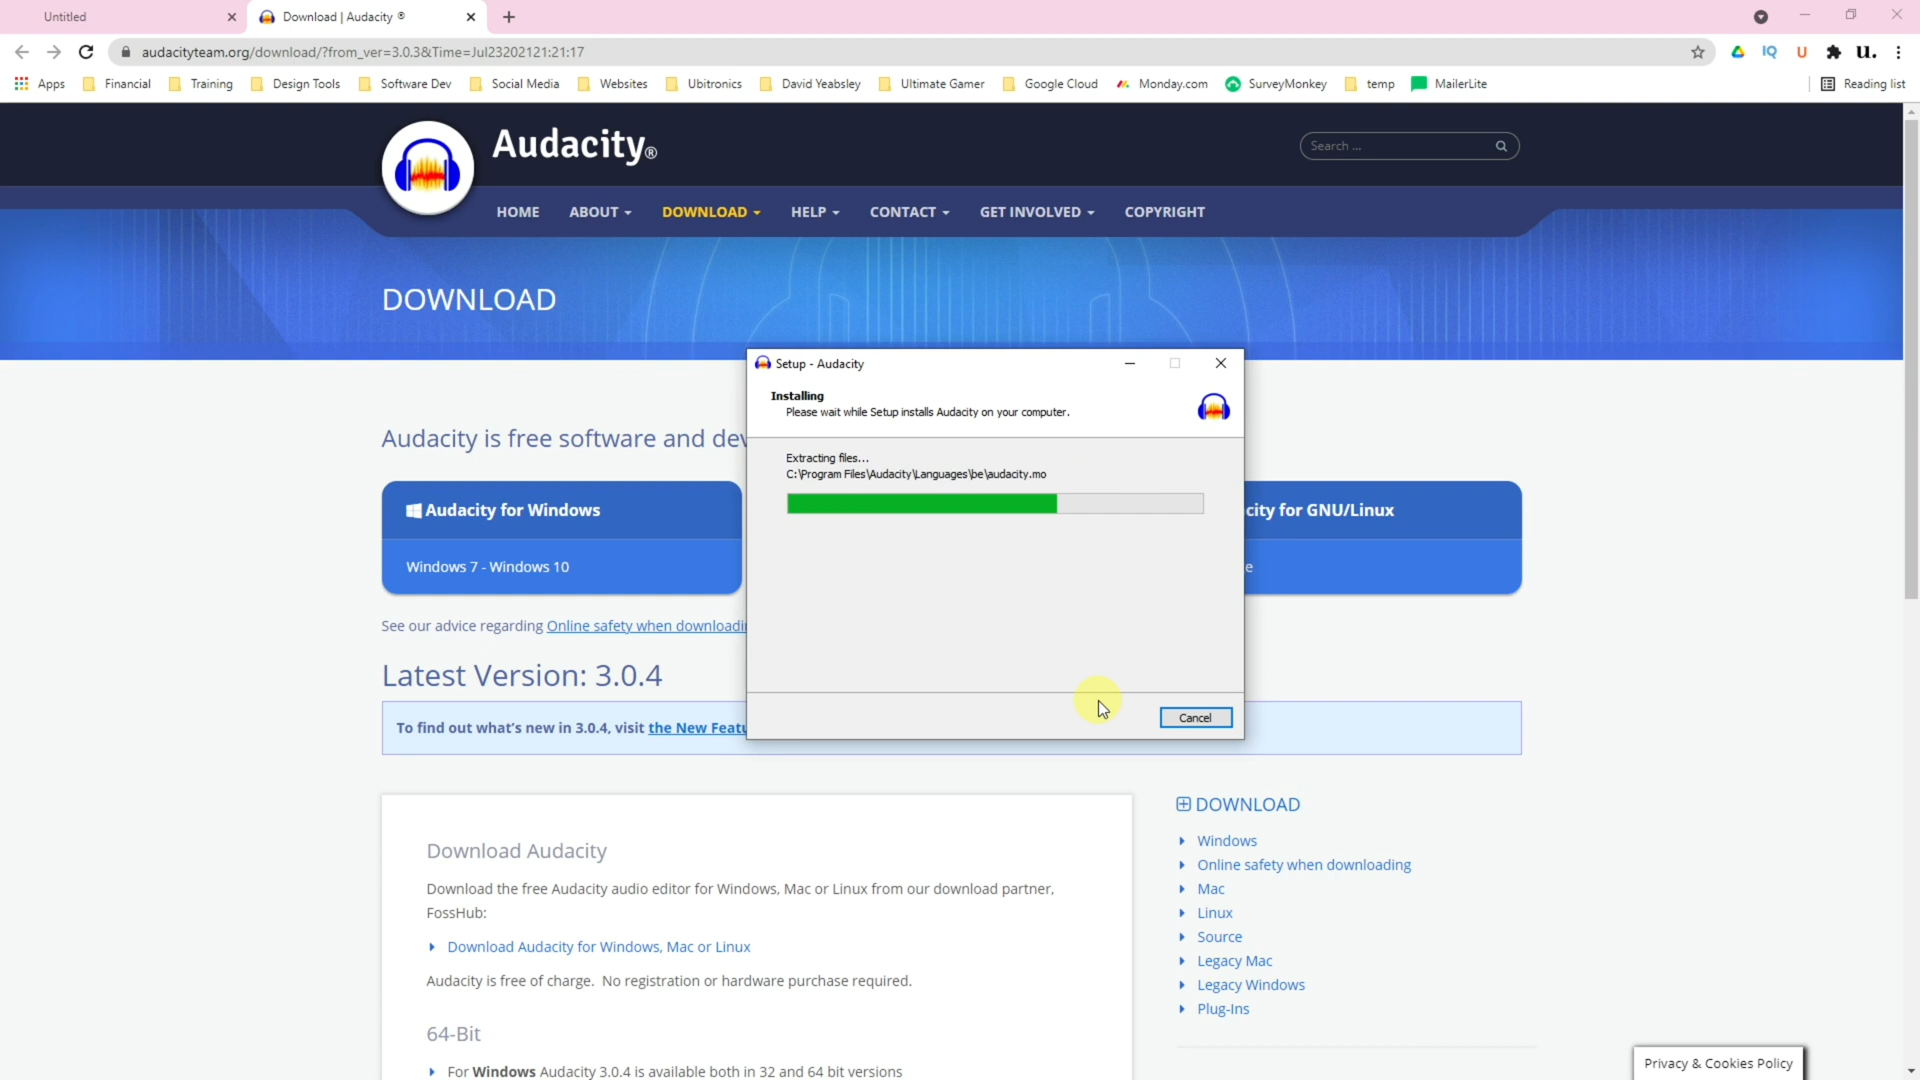 Untitled
Download | Audacity ®
audacityteam.org/download/?from_ver=3.0.3&Time=Jul23202121:21:17
Apps
Financial
Training
Design Tools
Software Dev
Social Media
Websites
Ubitronics
David Yeabsley
Ultimate Gamer
Google Cloud
Monday.com
SurveyMonkey
temp
MailerLite
Reading list
Audacity®
Search ...
HOME
ABOUT
DOWNLOAD
HELP
CONTACT
GET INVOLVED
COPYRIGHT
DOWNLOAD
Setup - Audacity
Installing
Please wait while Setup installs Audacity on your computer.
Extracting files...
C:\Program Files\Audacity\Languages\be\audacity.mo
Cancel
Audacity is free software and dev
Audacity for Windows
Windows 7 - Windows 10
city for GNU/Linux
e
See our advice regarding Online safety when downloadi
Latest Version: 3.0.4
To find out what's new in 3.0.4, visit the New Featu
Download Audacity
Download the free Audacity audio editor for Windows, Mac or Linux from our download partner,
FossHub:
Download Audacity for Windows, Mac or Linux
Audacity is free of charge. No registration or hardware purchase required.
64-Bit
For Windows Audacity 3.0.4 is available both in 32 and 64 bit versions
DOWNLOAD
Windows
Online safety when downloading
Mac
Linux
Source
Legacy Mac
Legacy Windows
Plug-Ins
Privacy & Cookies Policy